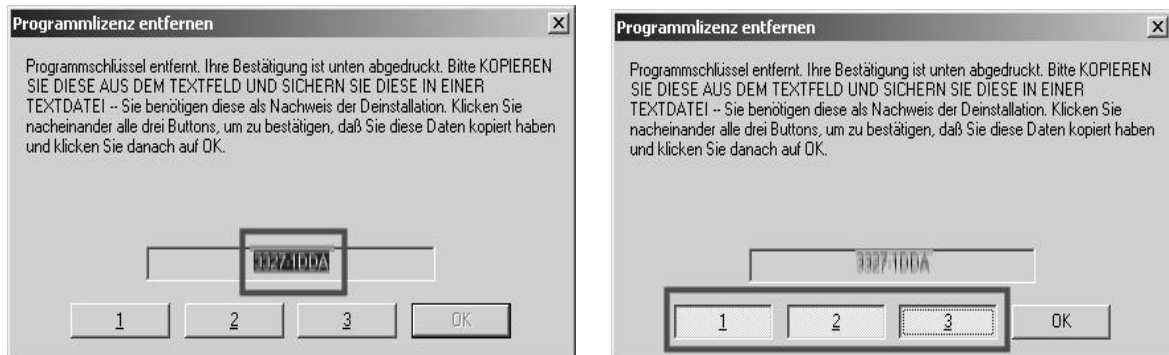 Programmlizenz entfernen
Programmschlüssel entfernt. Ihre Bestätigung ist unten abgedruckt. Bitte KOPIEREN
SIE DIESE AUS DEM TEXTFELD UND SICHERN SIE DIESE IN EINER
TEXTDATEI -- Sie benötigen diese als Nachweis der Deinstallation. Klicken Sie
nacheinander alle drei Buttons, um zu bestätigen, daß Sie diese Daten kopiert haben
und klicken Sie danach auf OK.
1 2 3 OK
Programmlizenz entfernen
Programmschlüssel entfernt. Ihre Bestätigung ist unten abgedruckt. Bitte KOPIEREN
SIE DIESE AUS DEM TEXTFELD UND SICHERN SIE DIESE IN EINER
TEXTDATEI -- Sie benötigen diese als Nachweis der Deinstallation. Klicken Sie
nacheinander alle drei Buttons, um zu bestätigen, daß Sie diese Daten kopiert haben
und klicken Sie danach auf OK.
1 2 3 OK